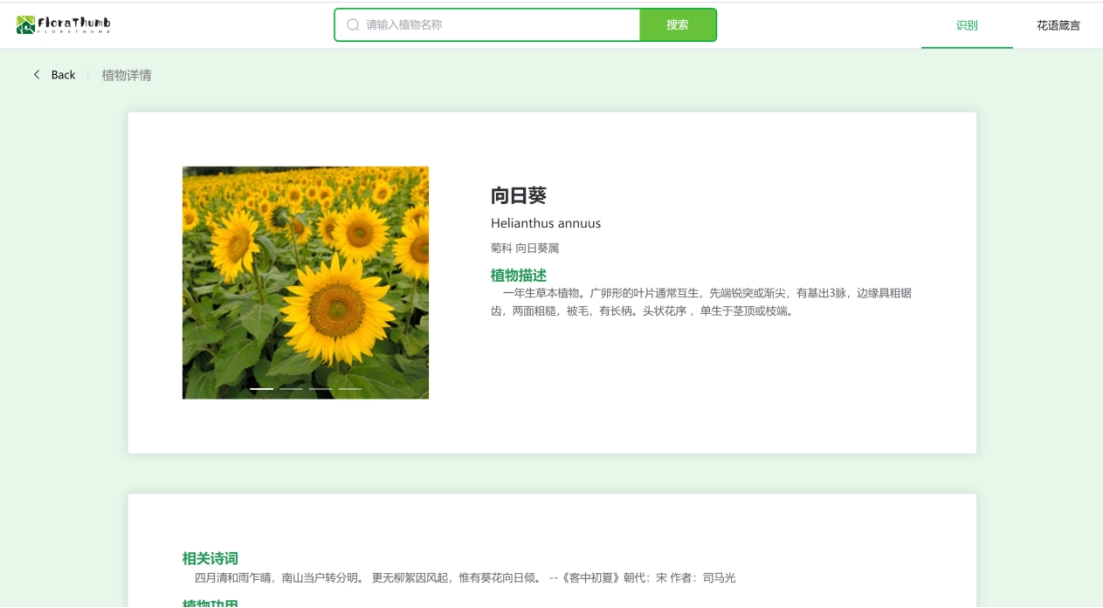 FloraThumb
FLORATHUMB
请输入植物名称
搜索
识别
花语箴言
Back
植物详情
向日葵
Helianthus annuus
菊科 向日葵属
植物描述
一年生草本植物。广卵形的叶片通常互生，先端锐突或渐尖，有基出3脉，边缘具粗锯
齿，两面粗糙，被毛，有长柄。头状花序 ，单生于茎顶或枝端。
相关诗词
四月清和雨乍晴，南山当户转分明。 更无柳絮因风起，惟有葵花向日倾。 --《客中初夏》朝代：宋 作者：司马光
植物功用